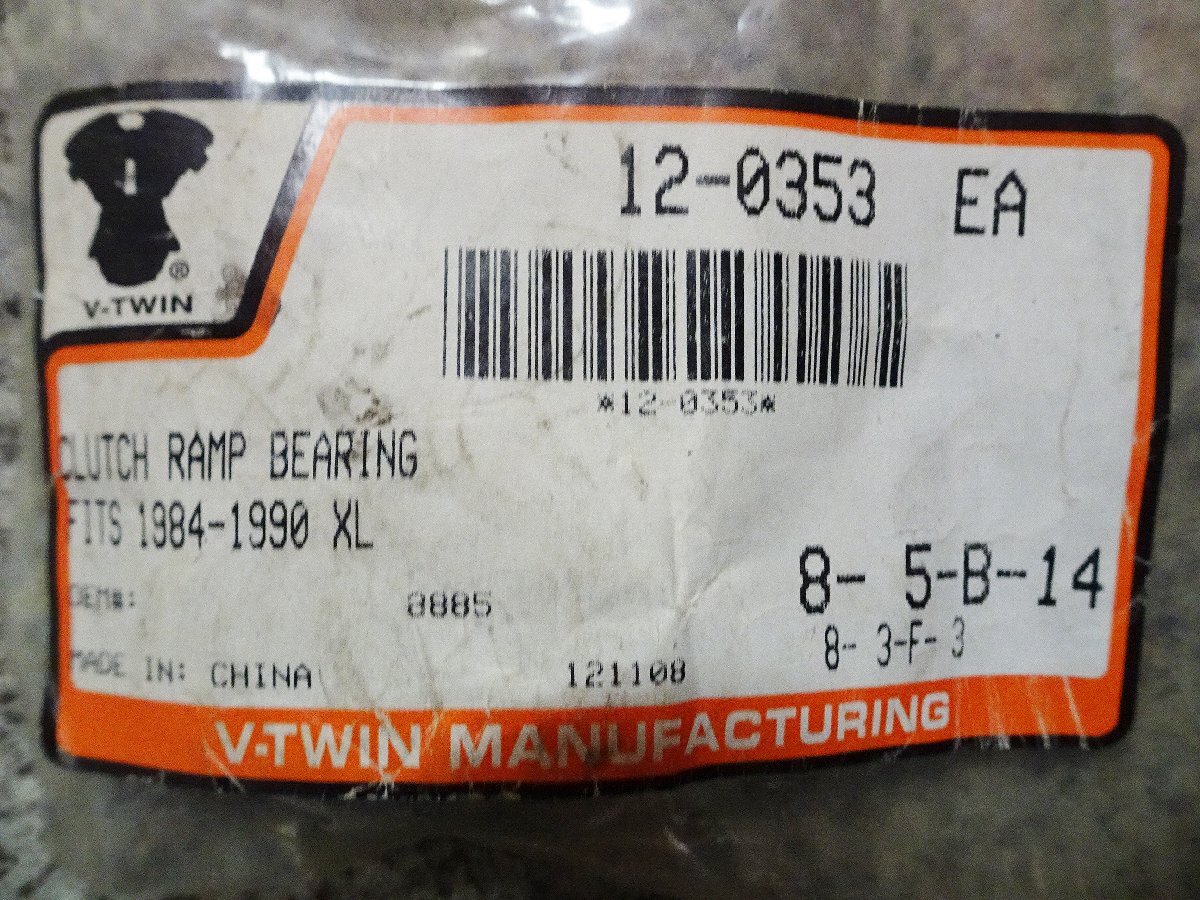 12-0353 EA
*12-0353*
® 
V-TWIN
CLUTCH RAMP BEARING
FITS 1984-1990 XL
OEM#: 8885
8- 5-B-14
8- 3-F-3
MADE IN: CHINA 121108
V-TWIN MANUFACTURING